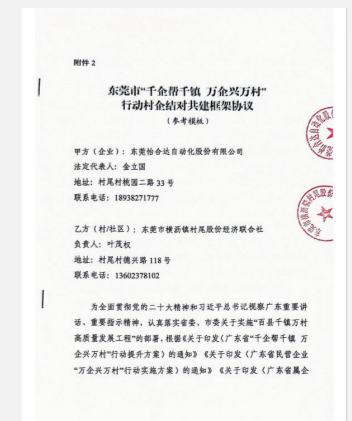 附件 2
东莞市“千企帮千镇 万企兴万村”
行动村企结对共建框架协议
（参考模板）
甲方（企业）：东莞怡合达自动化股份有限公司
法定代表人：金立国
地址：村尾村桃园二路 33 号
联系电话：18938271777
乙方（村/社区）：东莞市横沥镇村尾股份经济联合社
负责人：叶茂权
地址：村尾村德兴路 118 号
联系电话：13602378102
为全面贯彻党的二十大精神和习近平总书记视察广东重要讲
话、重要指示精神，认真落实省委、市委关于实施“百县千镇万村
高质量发展工程”的部署，根据《关于印发〈广东省“千企帮千镇 万
企兴万村”行动提升方案〉的通知》《关于印发〈广东省民营企业
“万企兴万村”行动实施方案〉的通知》《关于印发〈广东省属企